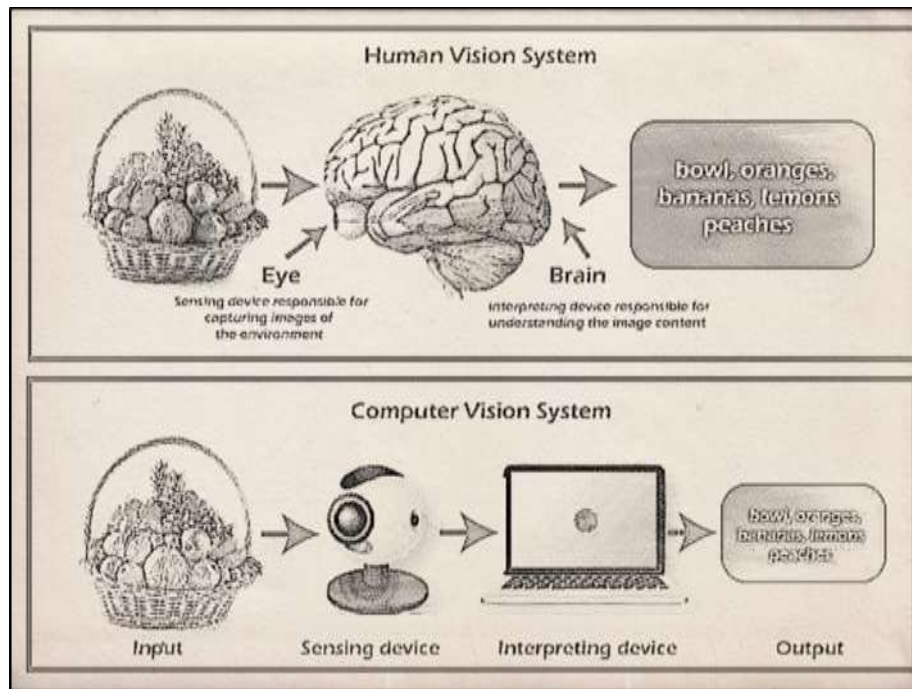 Human Vision System
bowl, oranges,
bananas, lemons
peaches
Eye
Sensing device responsible for
capturing images of
the environment
Brain
Interpreting device responsible for
understanding the image content
Computer Vision System
bowl, oranges,
bananas, lemons
peaches
Input
Sensing device
Interpreting device
Output